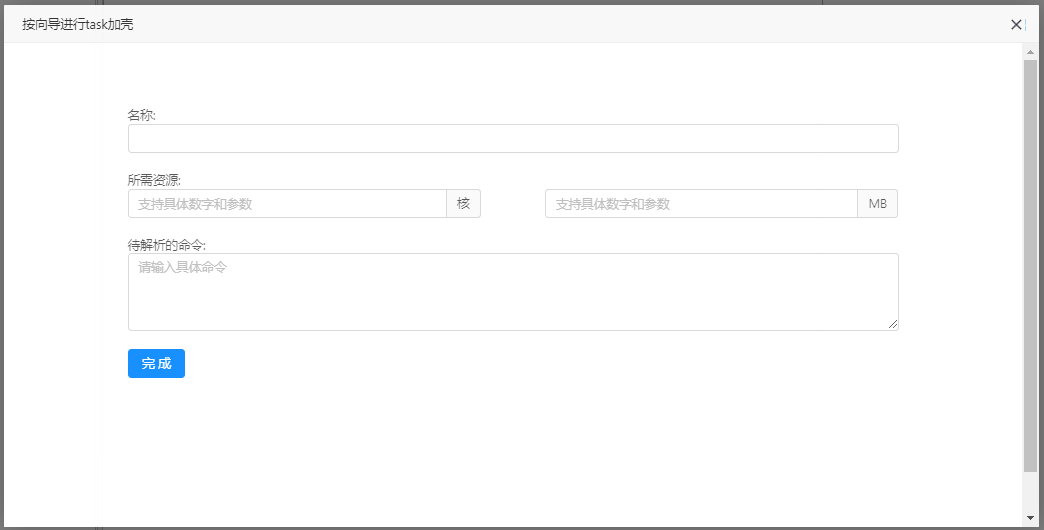 按向导进行task加壳
名称:
所需资源:
支持具体数字和参数 核 支持具体数字和参数 MB
待解析的命令:
请输入具体命令
完 成